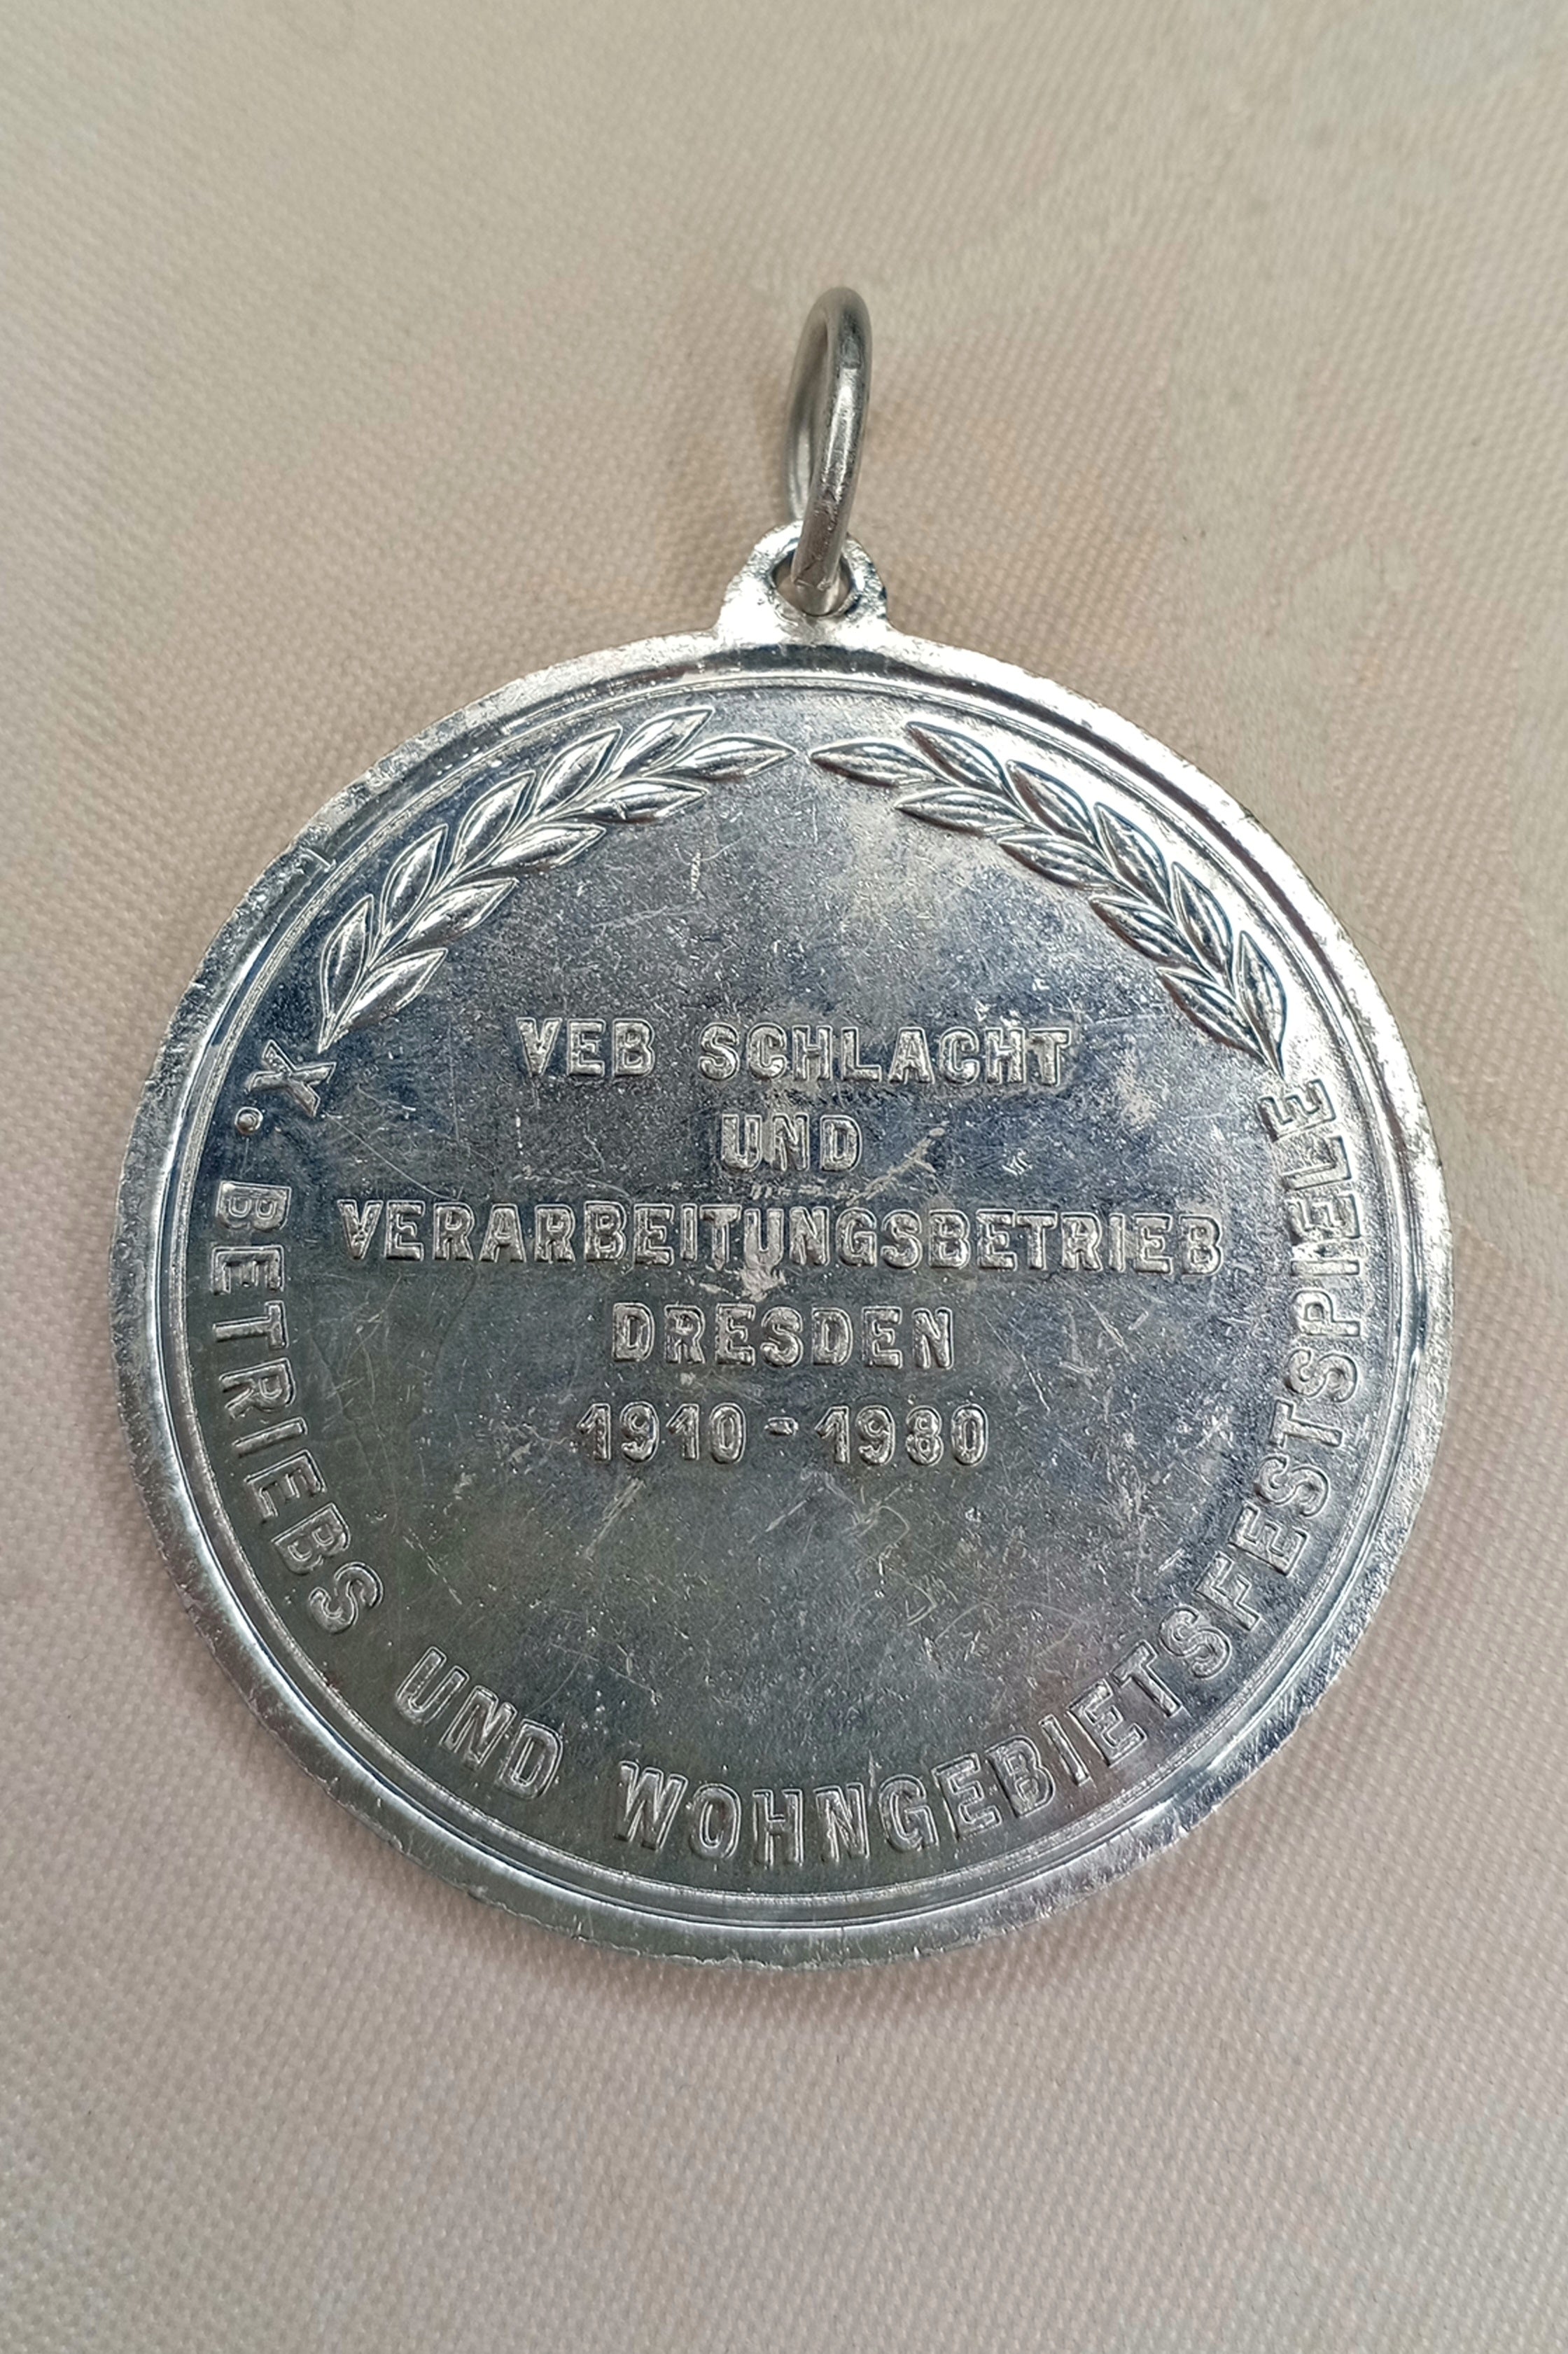 VEB SCHLACHT
UND
VERARBEITUNGSBETRIEB
DRESDEN
1910-1980
X. BETRIEBS UND WOHNGEBIETSFESTSPIELE